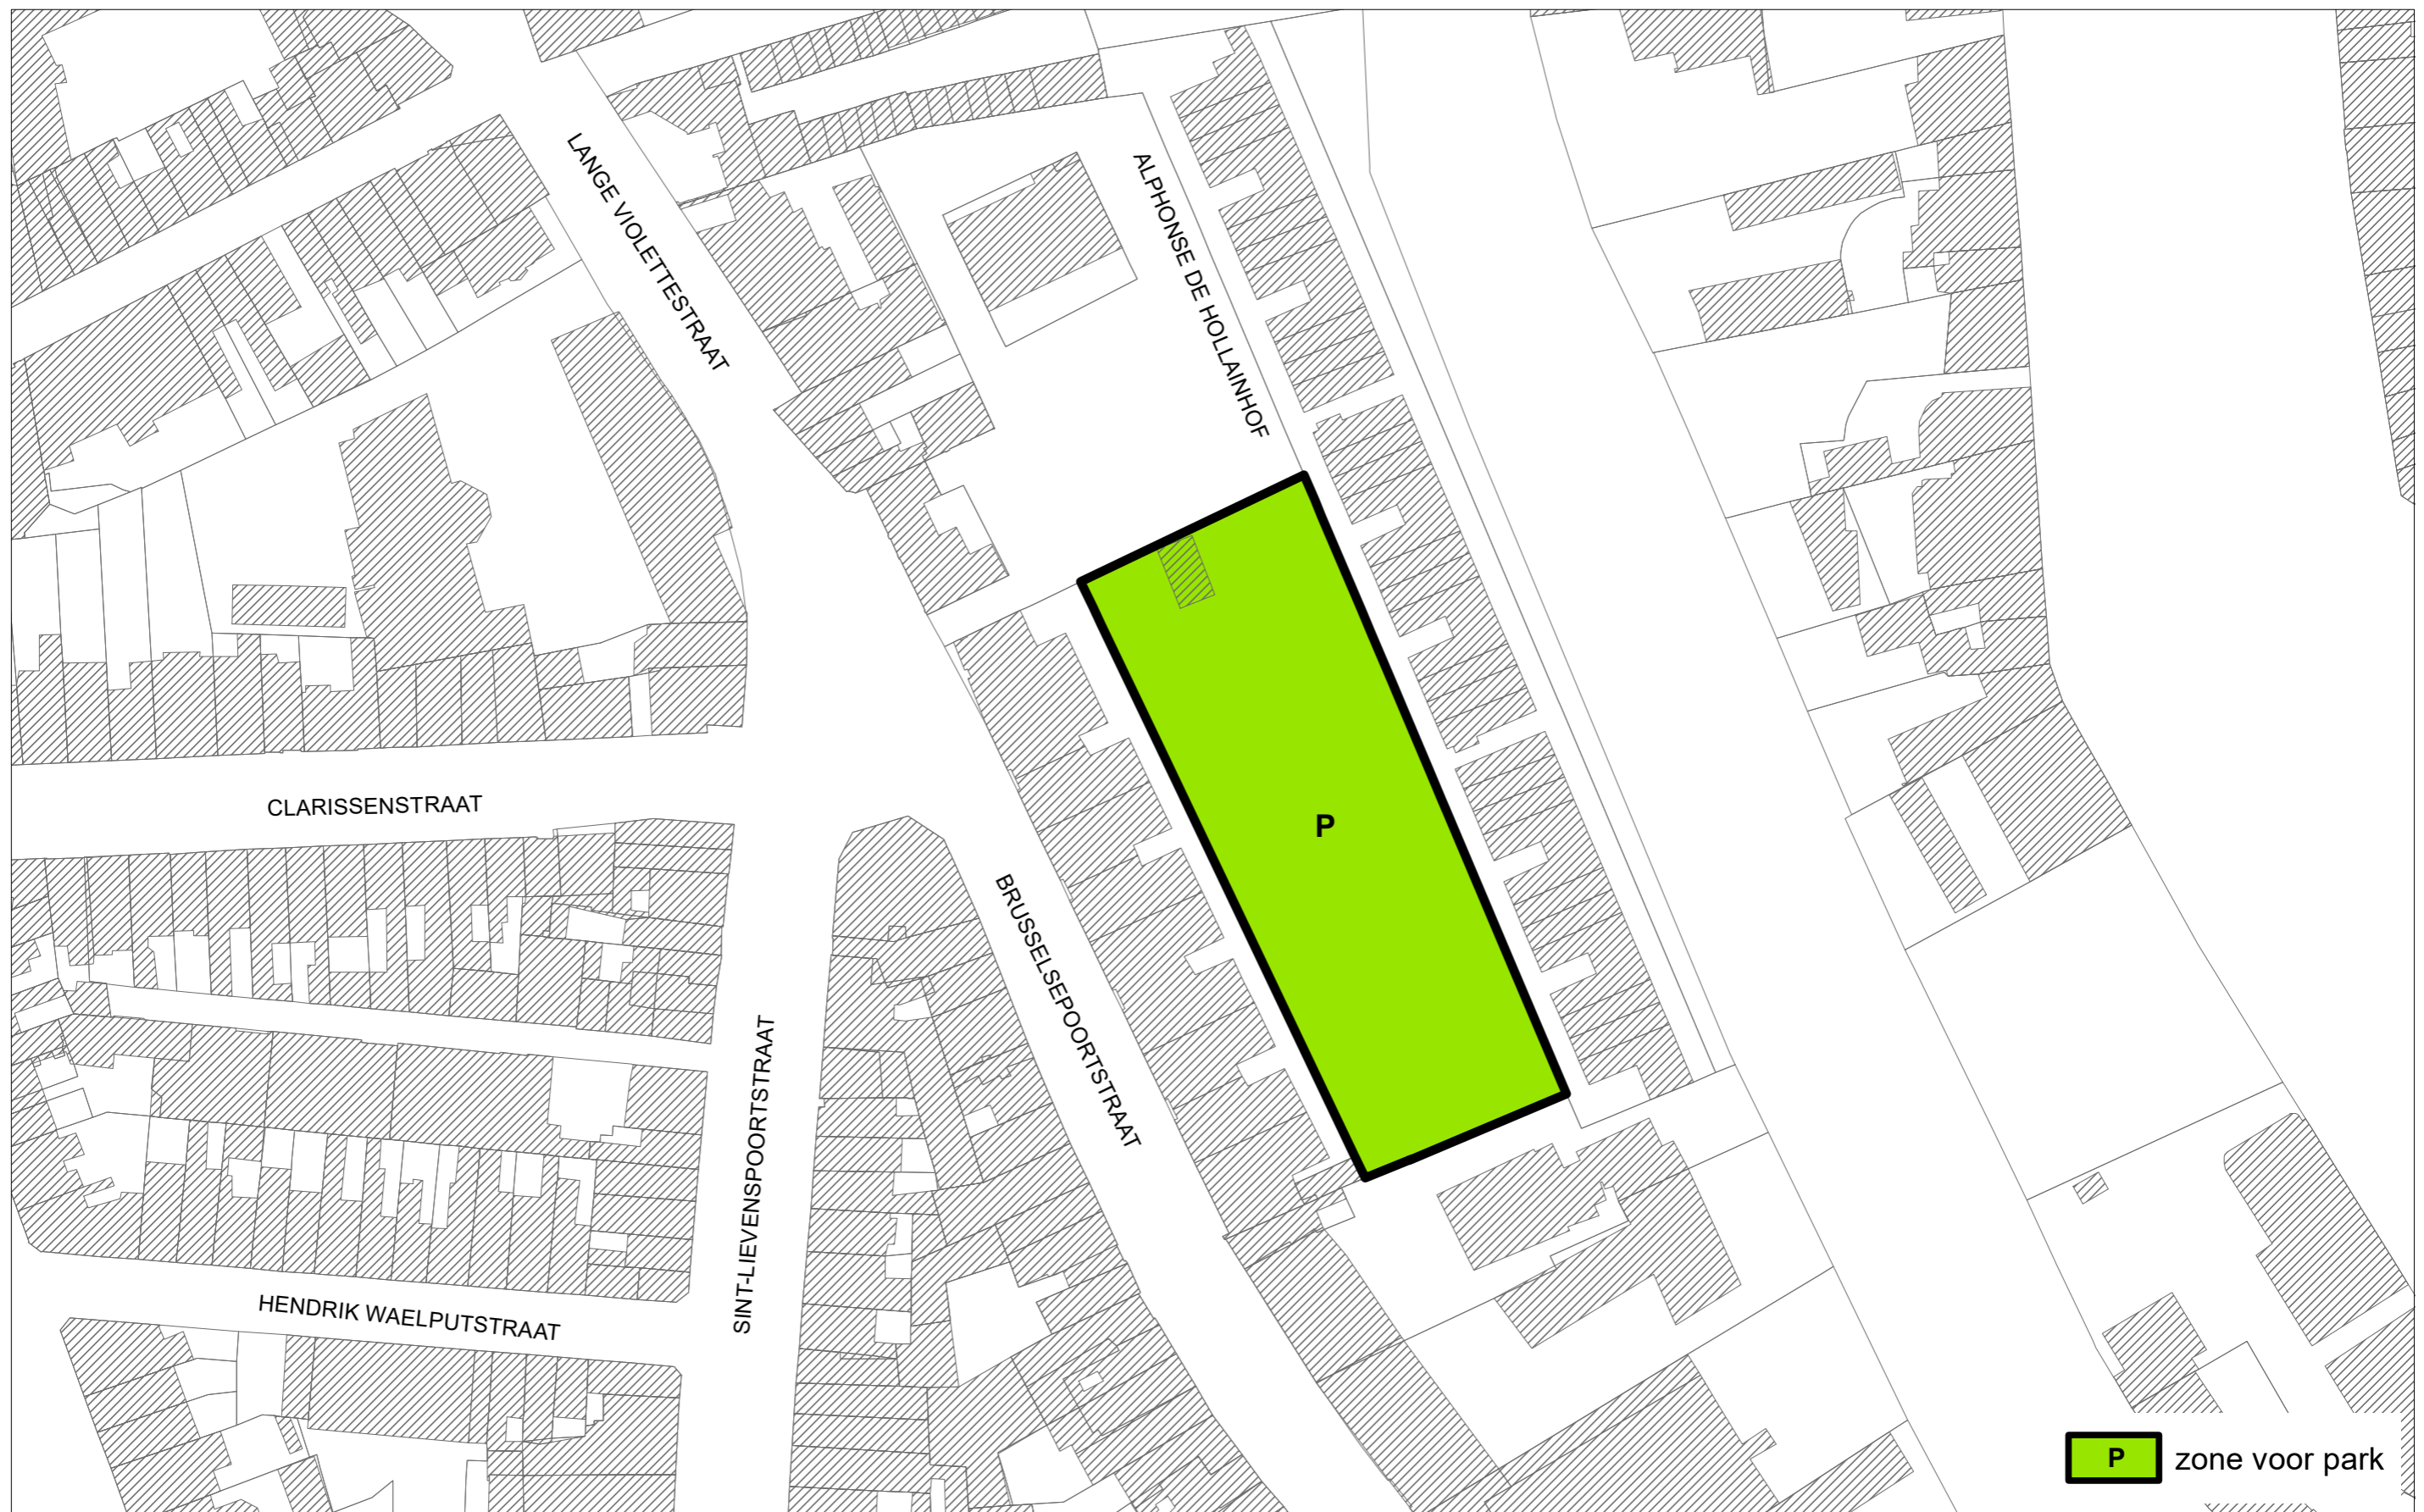 LANGE VIOLETTESTRAAT
ALPHONSE DE HOLLAINHOF
CLARISSENSTRAAT
P
BRUSSELSEPOORTSTRAAT
SINT-LIEVENSPOORTSTRAAT
HENDRIK WAELPUTSTRAAT
P zone voor park